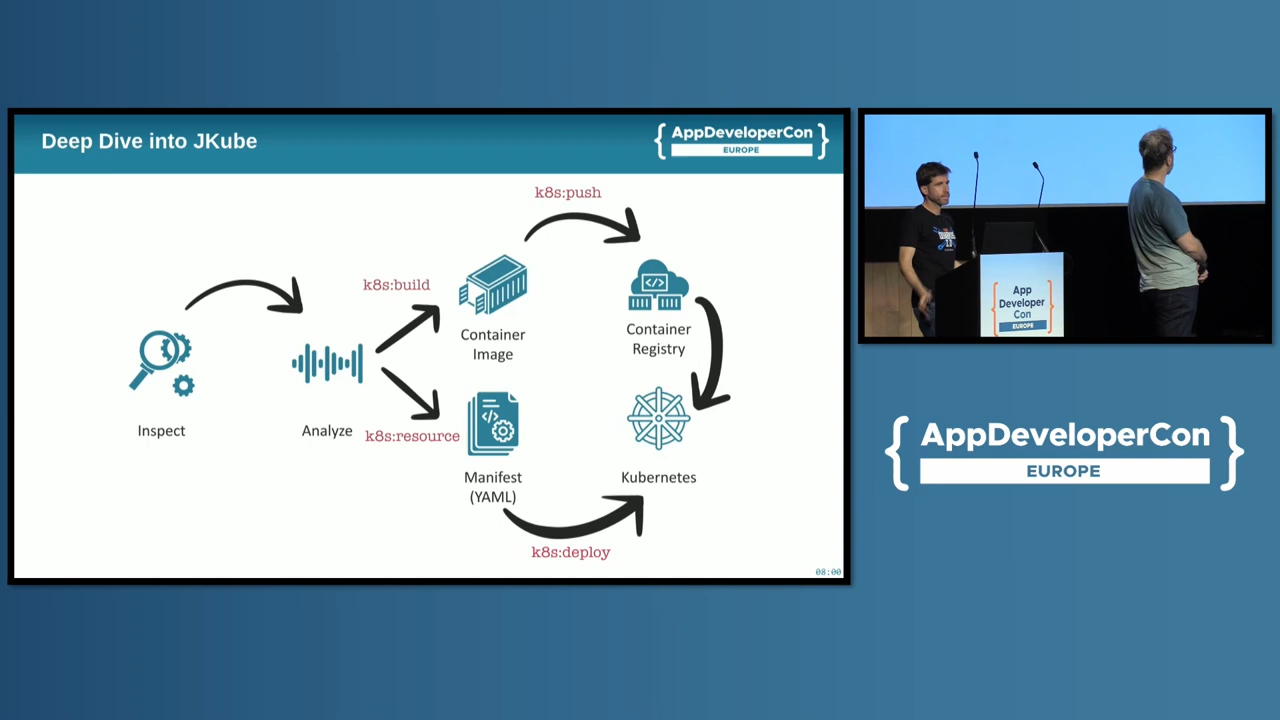 Deep Dive into JKube
{ AppDeveloperCon }
EUROPE
k8s:push
k8s:build
Container
Image
Container
Registry
Inspect
Analyze
k8s:resource
Manifest
(YAML)
Kubernetes
k8s:deploy
08:00
App
Developer
Con
EUROPE
{ AppDeveloperCon }
EUROPE